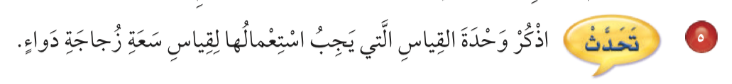 ٥ تَحَدَّثْ اذْكُرْ وَحْدَةَ القِياسِ الَّتي يَجِبُ اسْتِعْمالُها لِقِياسِ سَعَةِ زُجاجَةِ دَواءٍ.